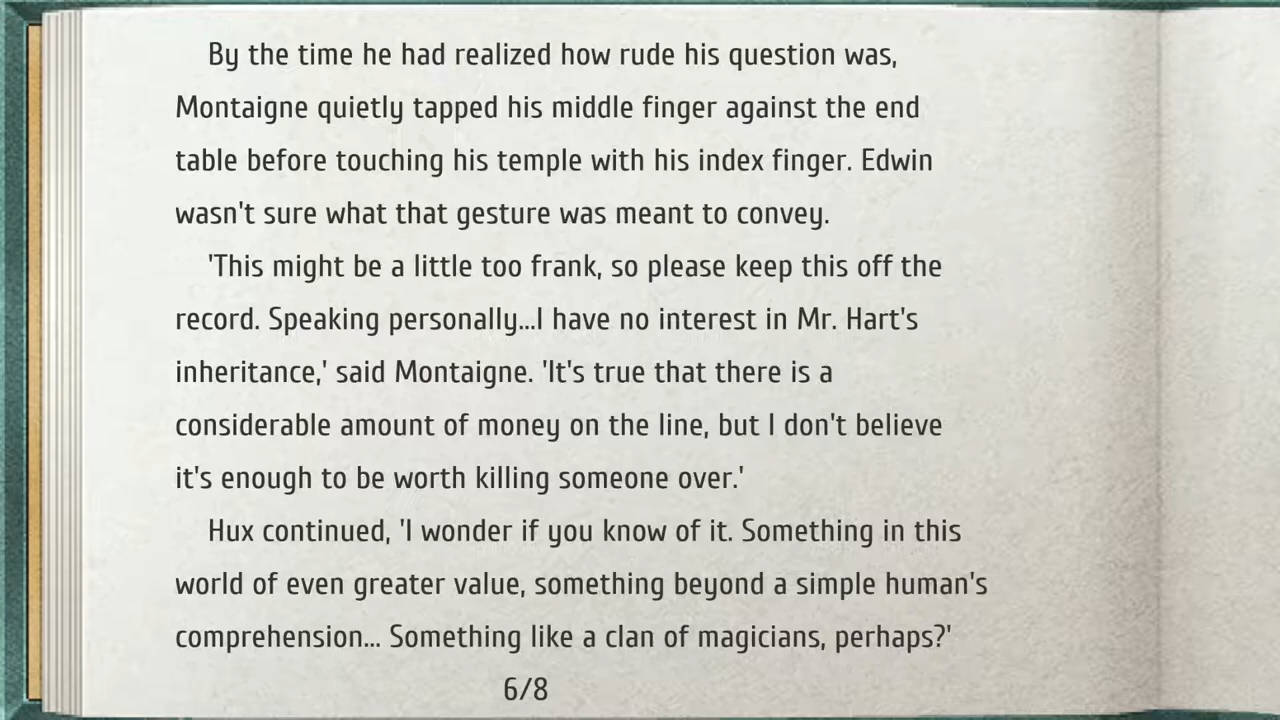 By the time he had realized how rude his question was,
Montaigne quietly tapped his middle finger against the end
table before touching his temple with his index finger. Edwin
wasn't sure what that gesture was meant to convey.
'This might be a little too frank, so please keep this off the
record. Speaking personally...I have no interest in Mr. Hart's
inheritance,' said Montaigne. 'It's true that there is a
considerable amount of money on the line, but I don't believe
it's enough to be worth killing someone over.'
Hux continued, 'I wonder if you know of it. Something in this
world of even greater value, something beyond a simple human's
comprehension... Something like a clan of magicians, perhaps?'
6/8